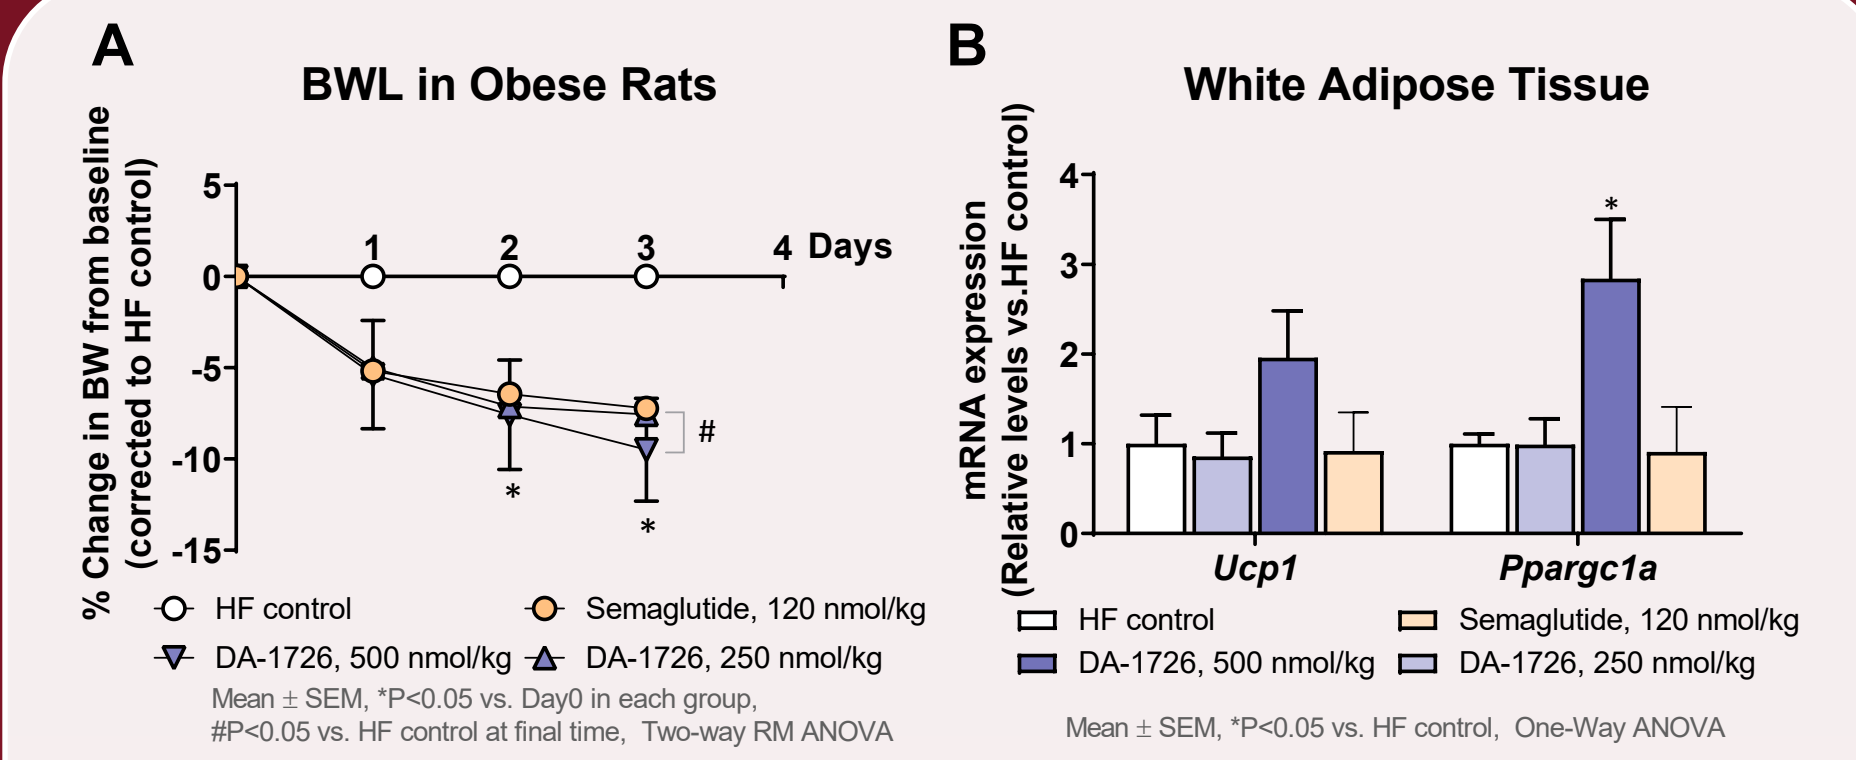 A
BWL in Obese Rats
% Change in BW from baseline
(corrected to HF control)
5
0
-5
-10
-15
1 2 3 4 Days
#
*
*
HF control
Semaglutide, 120 nmol/kg
DA-1726, 500 nmol/kg
DA-1726, 250 nmol/kg
Mean ± SEM, *P<0.05 vs. Day0 in each group,
#P<0.05 vs. HF control at final time, Two-way RM ANOVA
B
White Adipose Tissue
mRNA expression
(Relative levels vs.HF control)
4
3
2
1
0
*
Ucp1 Ppargc1a
HF control
Semaglutide, 120 nmol/kg
DA-1726, 500 nmol/kg
DA-1726, 250 nmol/kg
Mean ± SEM, *P<0.05 vs. HF control, One-Way ANOVA